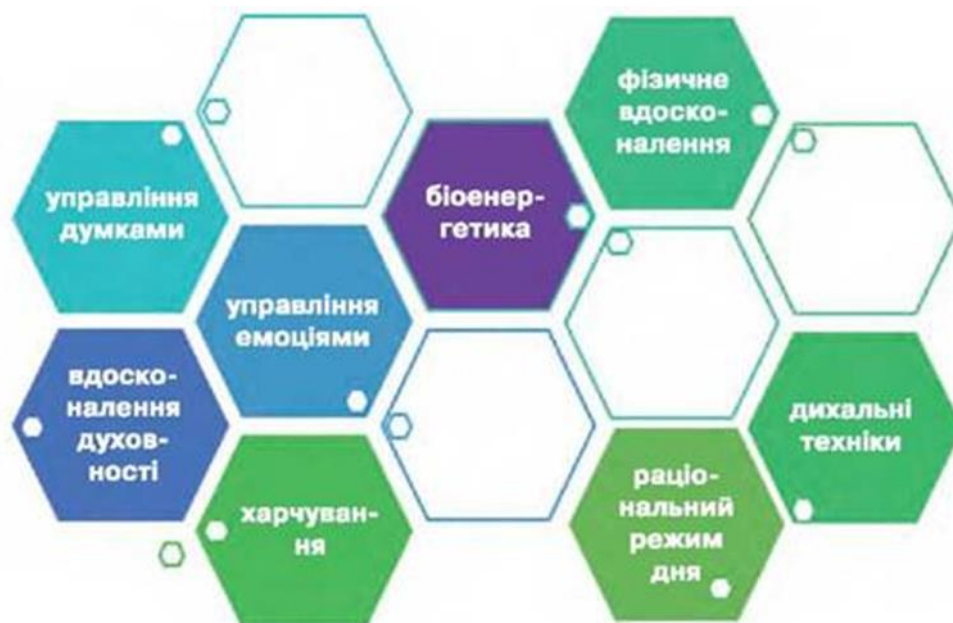 фізичне
вдоско-
налення
управління
думками
біоенер-
гетика
управління
емоціями
вдоско-
налення
духов-
ності
дихальні
техніки
харчуван-
ня
раціо-
нальний
режим
дня